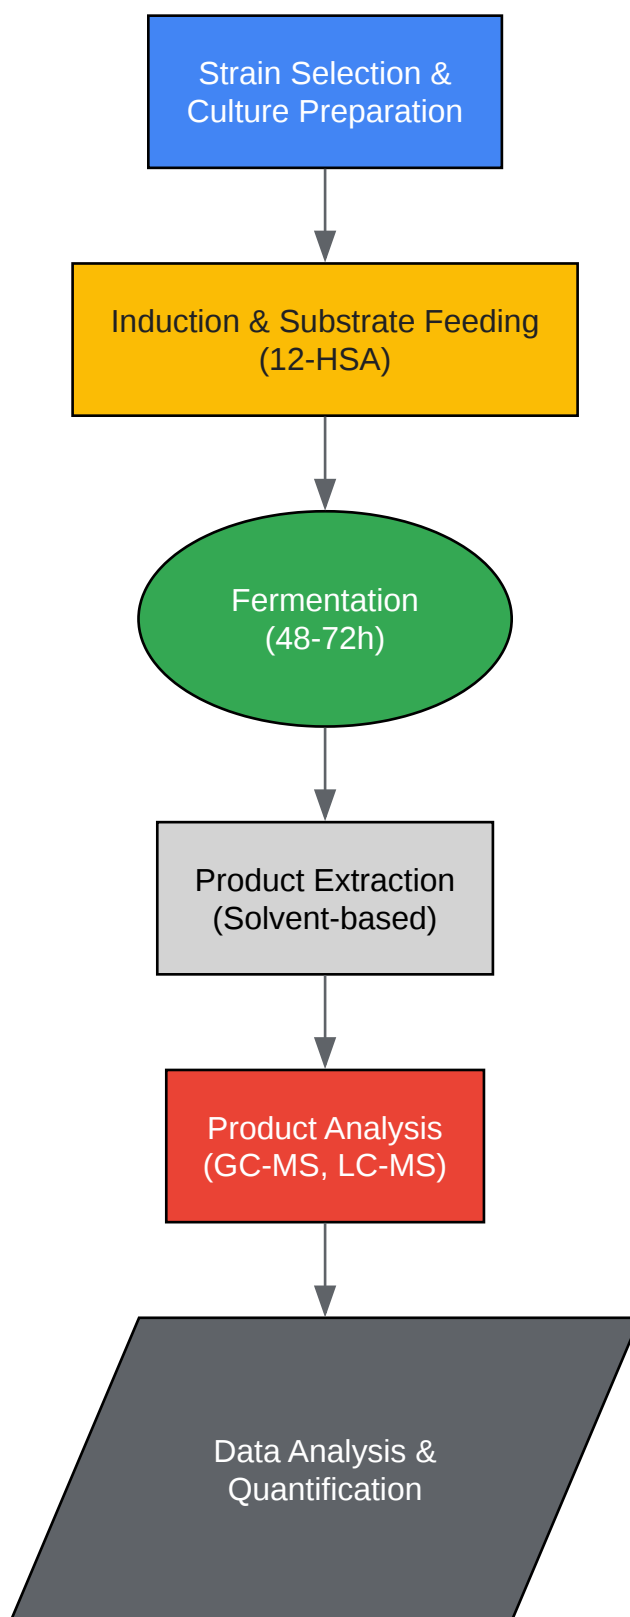 Strain Selection &
Culture Preparation
Induction & Substrate Feeding
(12-HSA)
Fermentation
(48-72h)
Product Extraction
(Solvent-based)
Product Analysis
(GC-MS, LC-MS)
Data Analysis &
Quantification